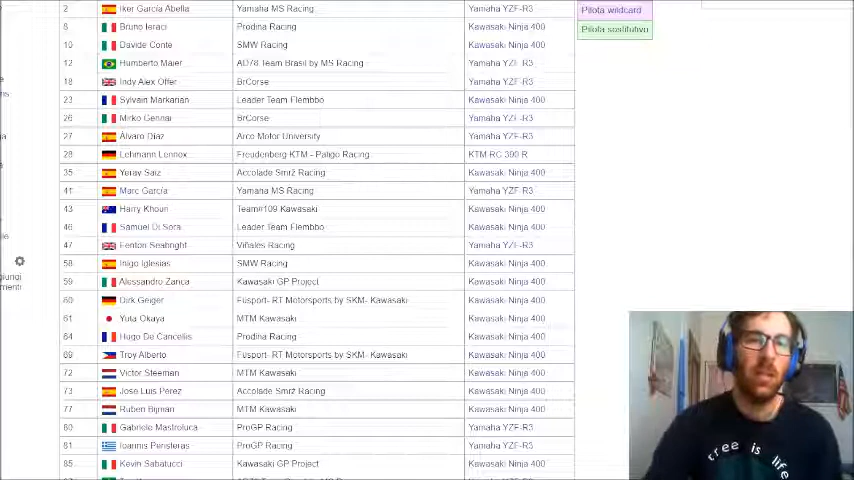 2 Iker García Abella Yamaha MS Racing Yamaha YZF-R3 Pilota wildcard
8 Bruno Ieraci Prodina Racing Kawasaki Ninja 400 Pilota sostitutivo
10 Davide Conte SMW Racing Kawasaki Ninja 400
12 Humberto Maier AD78 Team Brasil by MS Racing Yamaha YZF-R3
18 Indy Alex Offer BrCorse Yamaha YZF-R3
23 Sylvain Markarian Leader Team Flembbo Kawasaki Ninja 400
26 Mirko Gennai BrCorse Yamaha YZF-R3
27 Álvaro Díaz Arco Motor University Yamaha YZF-R3
28 Lehmann Lennox Freudenberg KTM - Paligo Racing KTM RC 390 R
35 Yeray Saiz Accolade Smrž Racing Kawasaki Ninja 400
41 Marc García Yamaha MS Racing Yamaha YZF-R3
43 Harry Khouri Team#109 Kawasaki Kawasaki Ninja 400
46 Samuel Di Sora Leader Team Flembbo Kawasaki Ninja 400
47 Fenton Seabright Viñales Racing Yamaha YZF-R3
58 Iñigo Iglesias SMW Racing Kawasaki Ninja 400
59 Alessandro Zanca Kawasaki GP Project Kawasaki Ninja 400
60 Dirk Geiger Fusport- RT Motorsports by SKM- Kawasaki Kawasaki Ninja 400
61 Yuta Okaya MTM Kawasaki Kawasaki Ninja 400
64 Hugo De Cancellis Prodina Racing Kawasaki Ninja 400
69 Troy Alberto Fusport- RT Motorsports by SKM- Kawasaki Kawasaki Ninja 400
72 Victor Steeman MTM Kawasaki Kawasaki Ninja 400
73 José Luis Pérez Accolade Smrž Racing Kawasaki Ninja 400
77 Ruben Bijman MTM Kawasaki Kawasaki Ninja 400
80 Gabriele Mastroluca ProGP Racing Yamaha YZF-R3
81 Ioannis Peristeras ProGP Racing Yamaha YZF-R3
85 Kevin Sabatucci Kawasaki GP Project Kawasaki Ninja 400
free is life